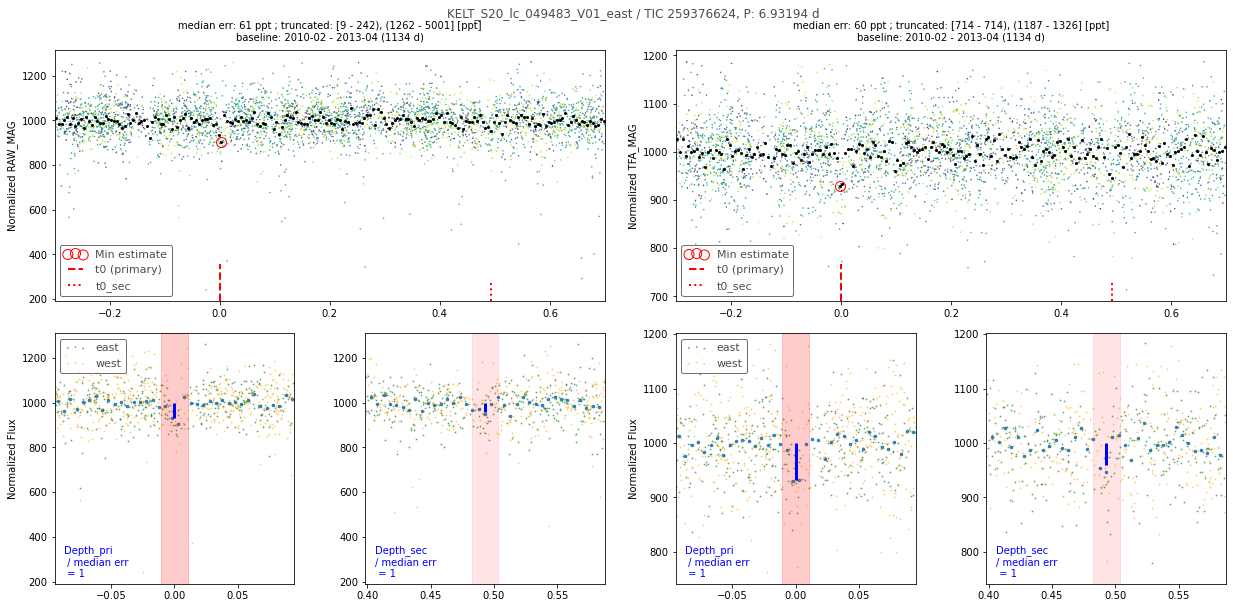 KELT_S20_lc_049483_V01_east / TIC 259376624, P: 6.93194 d
median err: 61 ppt ; truncated: [9 - 242), (1262 - 5001] [ppt]
baseline: 2010-02 - 2013-04 (1134 d)
Normalized RAW_MAG
1200
1000
800
600
400
200
Min estimate
t0 (primary)
t0_sec
−0.2
0.0
0.2
0.4
0.6
median err: 60 ppt ; truncated: [714 - 714), (1187 - 1326] [ppt]
baseline: 2010-02 - 2013-04 (1134 d)
Normalized TFA_MAG
1200
1100
1000
900
800
700
Min estimate
t0 (primary)
t0_sec
−0.2
0.0
0.2
0.4
0.6
Normalized Flux
1200
1000
800
600
400
200
east
west
Depth_pri
/ median err
= 1
−0.05
0.00
0.05
1200
1000
800
600
400
200
Depth_sec
/ median err
= 1
0.40
0.45
0.50
0.55
Normalized Flux
1200
1100
1000
900
800
east
west
Depth_pri
/ median err
= 1
−0.05
0.00
0.05
Normalized Flux
1200
1100
1000
900
800
Depth_sec
/ median err
= 1
0.40
0.45
0.50
0.55